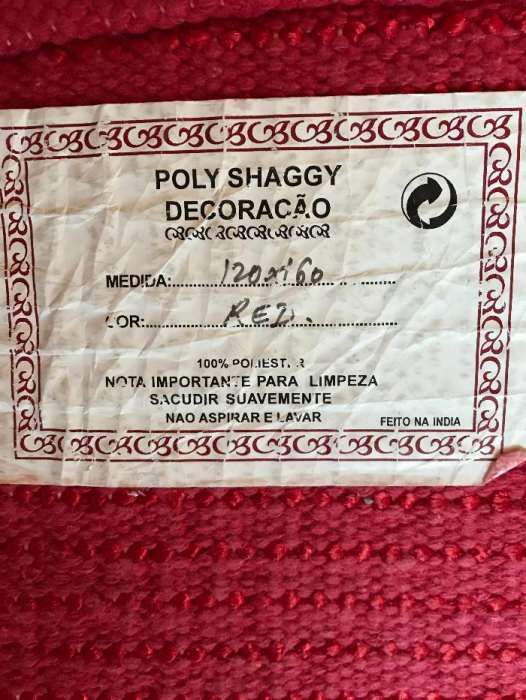 POLY SHAGGY
DECORAÇÃO
MEDIDA: 120x160
COR: RED.
100% POLIESTER
NOTA IMPORTANTE PARA LIMPEZA
SACUDIR SUAVEMENTE
NAO ASPIRAR E LAVAR
FEITO NA INDIA